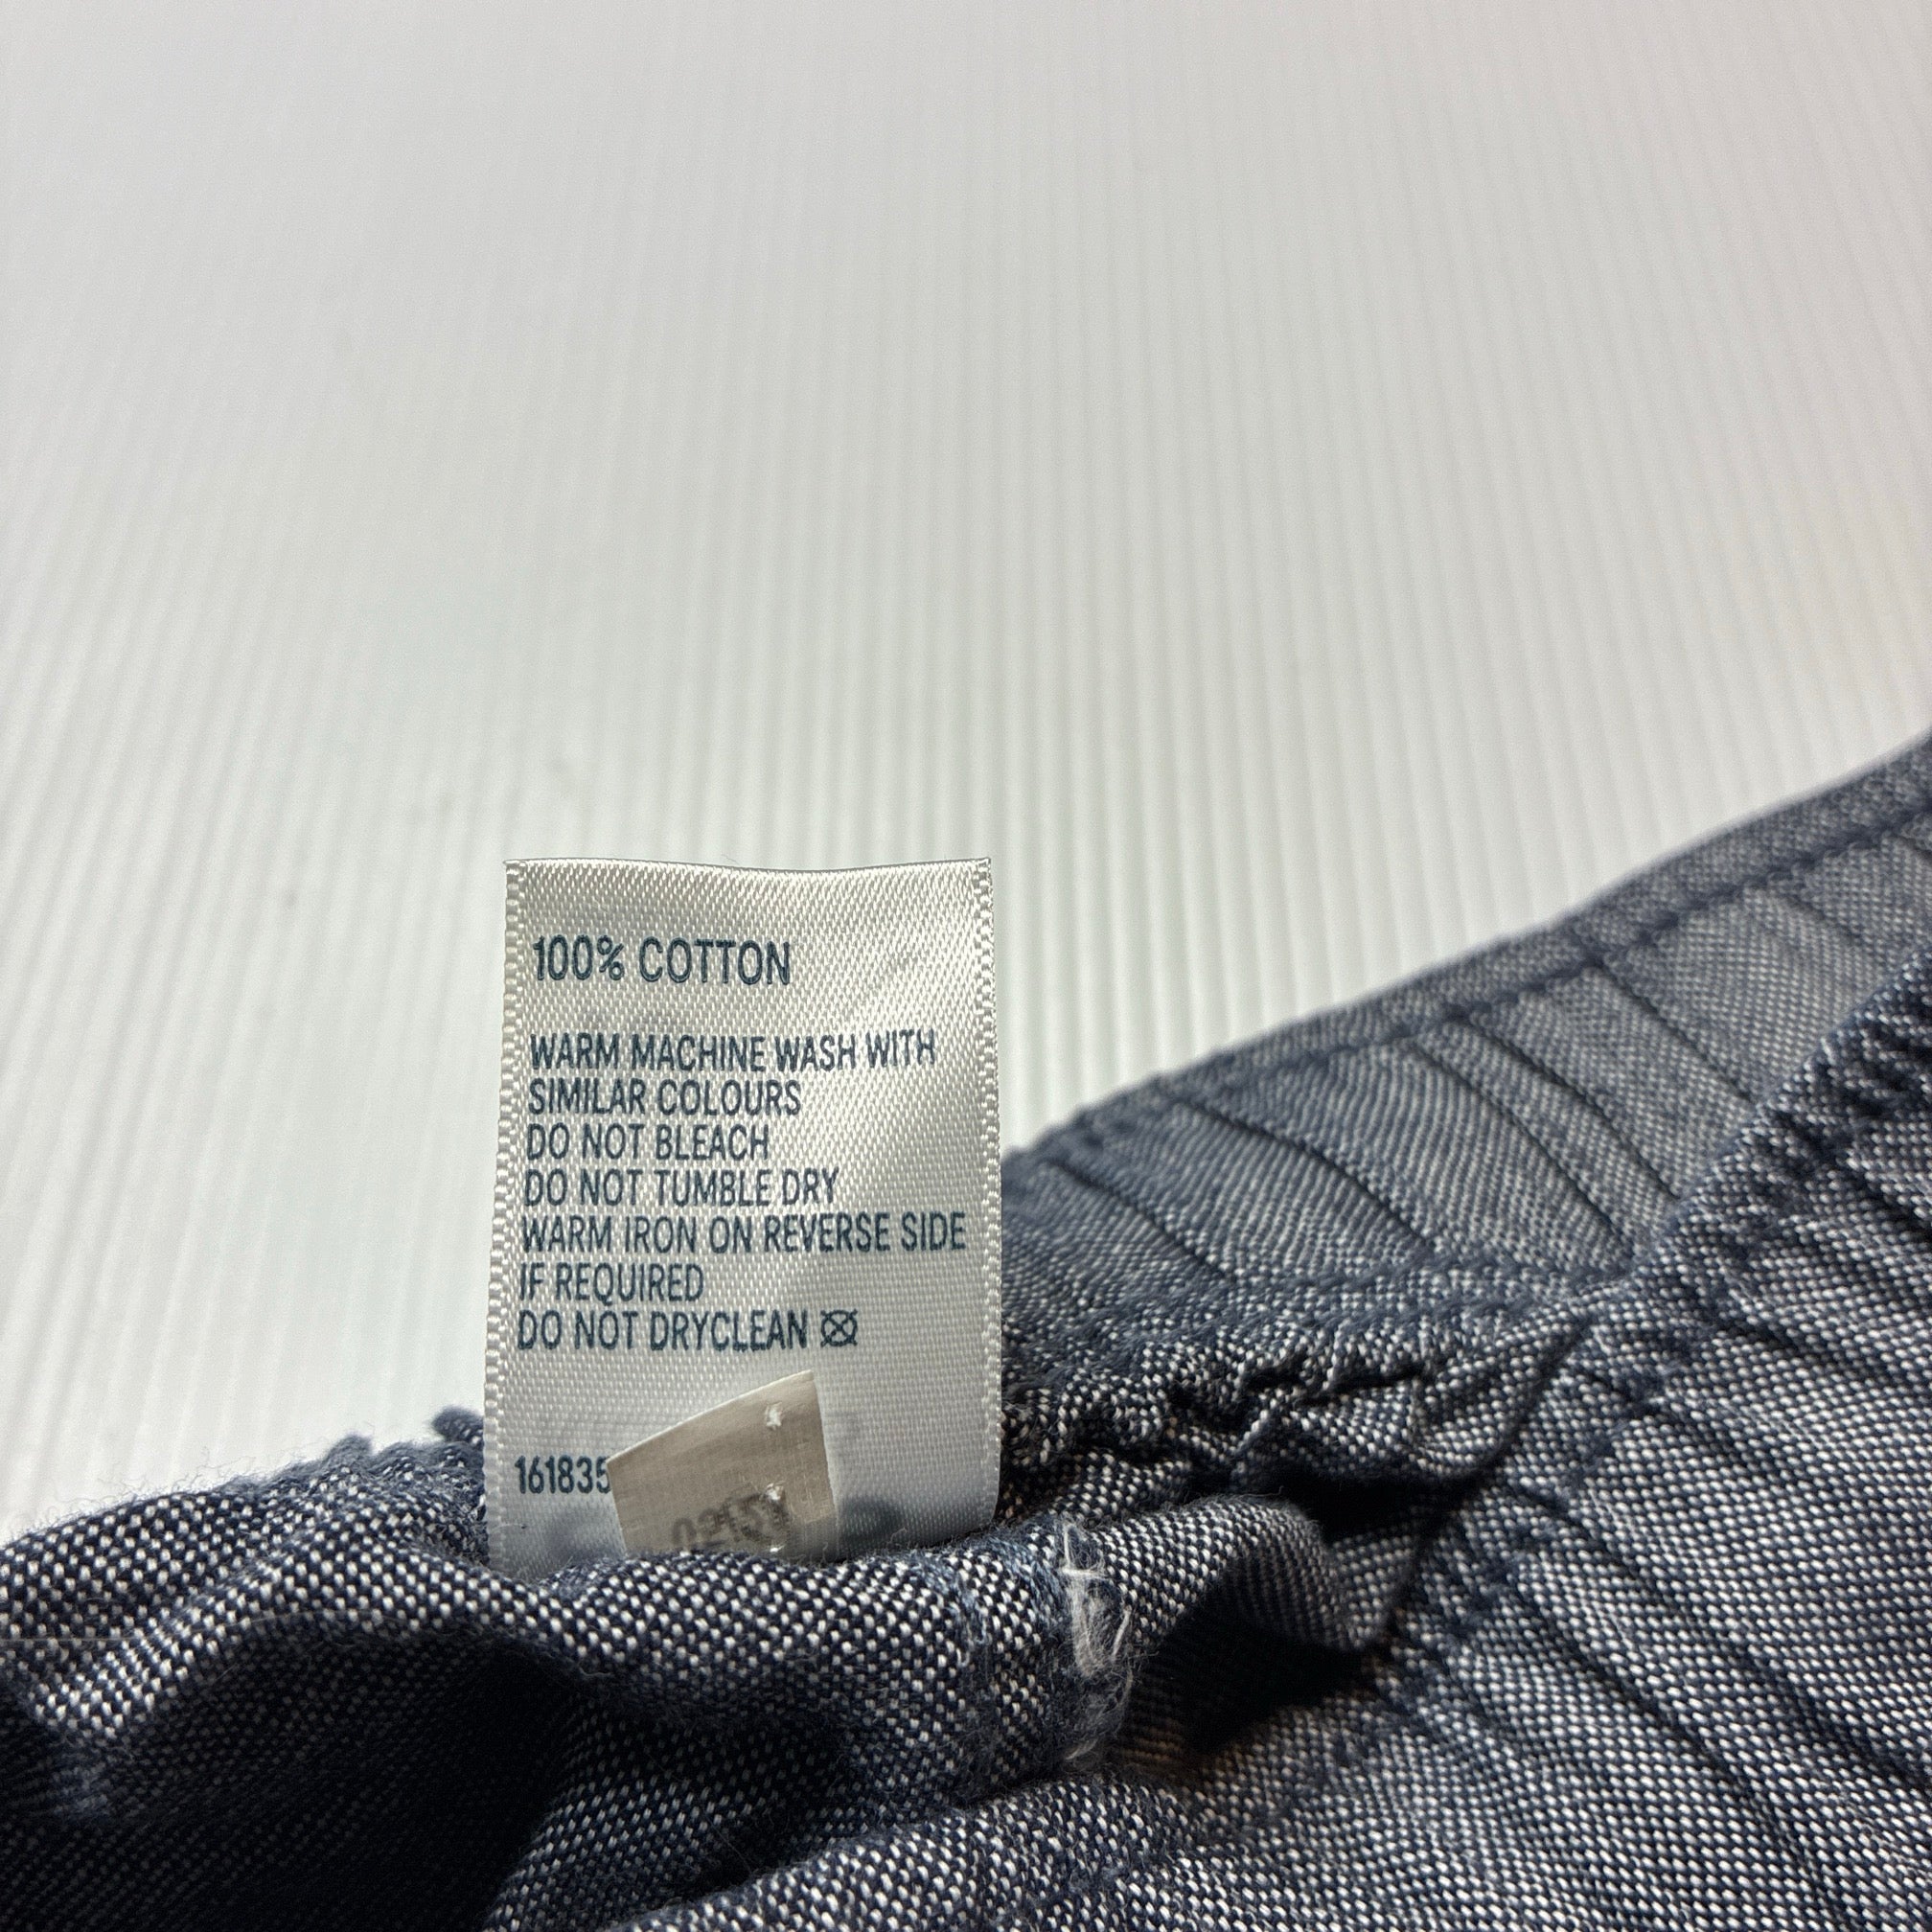 100% COTTON
WARM MACHINE WASH WITH
SIMILAR COLOURS
DO NOT BLEACH
DO NOT TUMBLE DRY
WARM IRON ON REVERSE SIDE
IF REQUIRED
DO NOT DRYCLEAN
161835